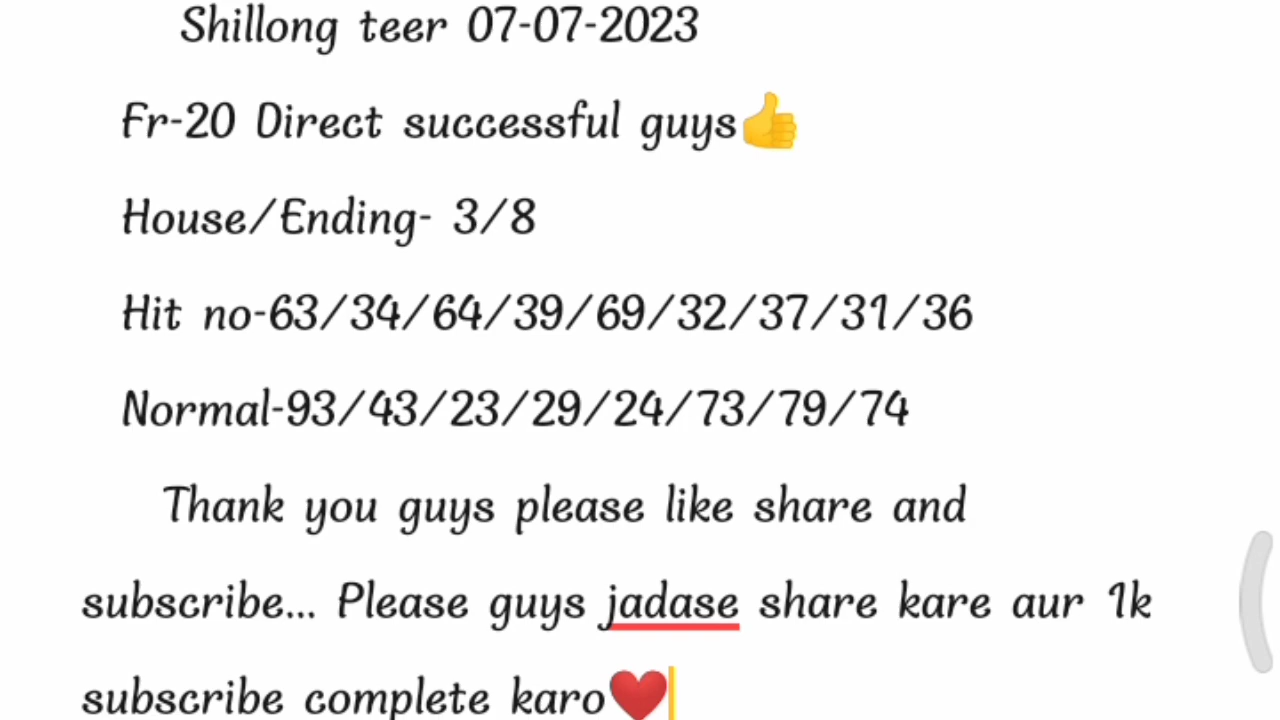 Shillong teer 07-07-2023
Fr-20 Direct successful guys👍
House/Ending- 3/8
Hit no-63/34/64/39/69/32/37/31/36
Normal-93/43/23/29/24/73/79/74
Thank you guys please like share and
subscribe... Please guys jadase share kare aur 1k
subscribe complete karo❤️